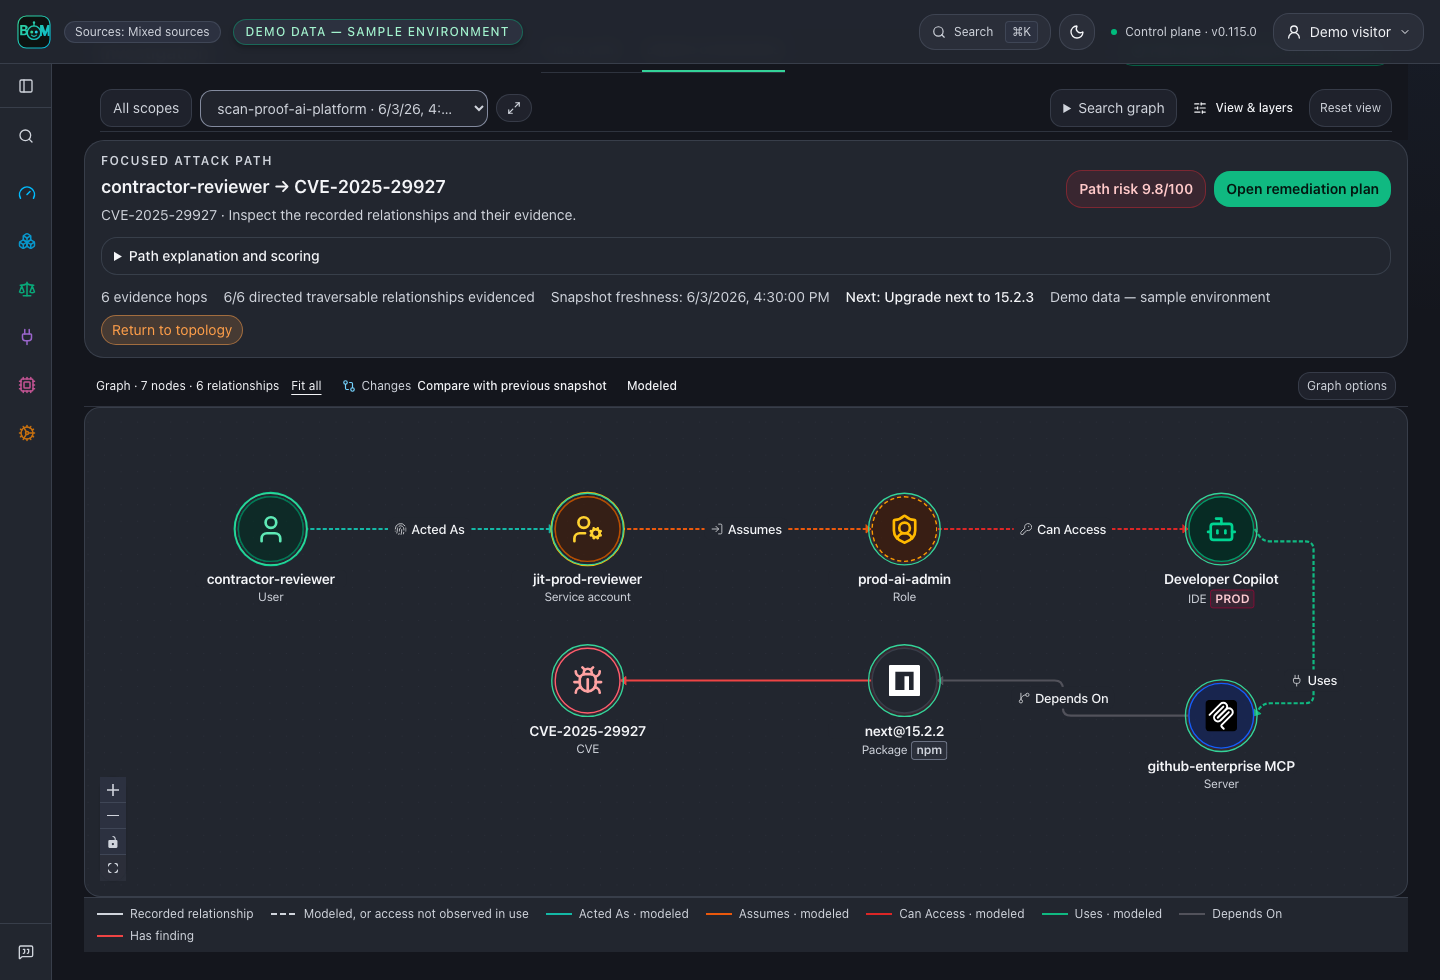 BOM
Sources: Mixed sources
DEMO DATA — SAMPLE ENVIRONMENT
Search ⌘K
Control plane · v0.115.0
Demo visitor
All scopes
scan-proof-ai-platform · 6/3/26, 4:...
Search graph
View & layers
Reset view
FOCUSED ATTACK PATH
contractor-reviewer → CVE-2025-29927
CVE-2025-29927 · Inspect the recorded relationships and their evidence.
Path risk 9.8/100
Open remediation plan
Path explanation and scoring
6 evidence hops 6/6 directed traversable relationships evidenced Snapshot freshness: 6/3/2026, 4:30:00 PM Next: Upgrade next to 15.2.3 Demo data — sample environment
Return to topology
Graph · 7 nodes · 6 relationships Fit all Changes Compare with previous snapshot Modeled
Graph options
Acted As
Assumes
Can Access
contractor-reviewer
User
jit-prod-reviewer
Service account
prod-ai-admin
Role
Developer Copilot
IDE PROD
Uses
Depends On
CVE-2025-29927
CVE
next@15.2.2
Package npm
github-enterprise MCP
Server
Recorded relationship Modeled, or access not observed in use Acted As · modeled Assumes · modeled Can Access · modeled Uses · modeled Depends On
Has finding